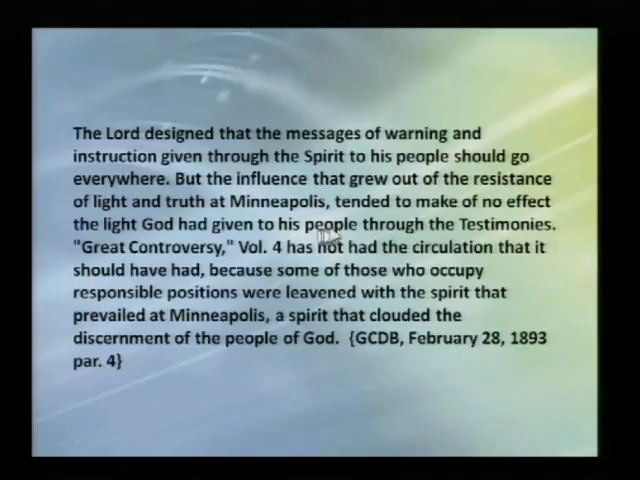 The Lord designed that the messages of warning and
instruction given through the Spirit to his people should go
everywhere. But the influence that grew out of the resistance
of light and truth at Minneapolis, tended to make of no effect
the light God had given to his people through the Testimonies.
"Great Controversy," Vol. 4 has not had the circulation that it
should have had, because some of those who occupy
responsible positions were leavened with the spirit that
prevailed at Minneapolis, a spirit that clouded the
discernment of the people of God. {GCDB, February 28, 1893
par. 4}